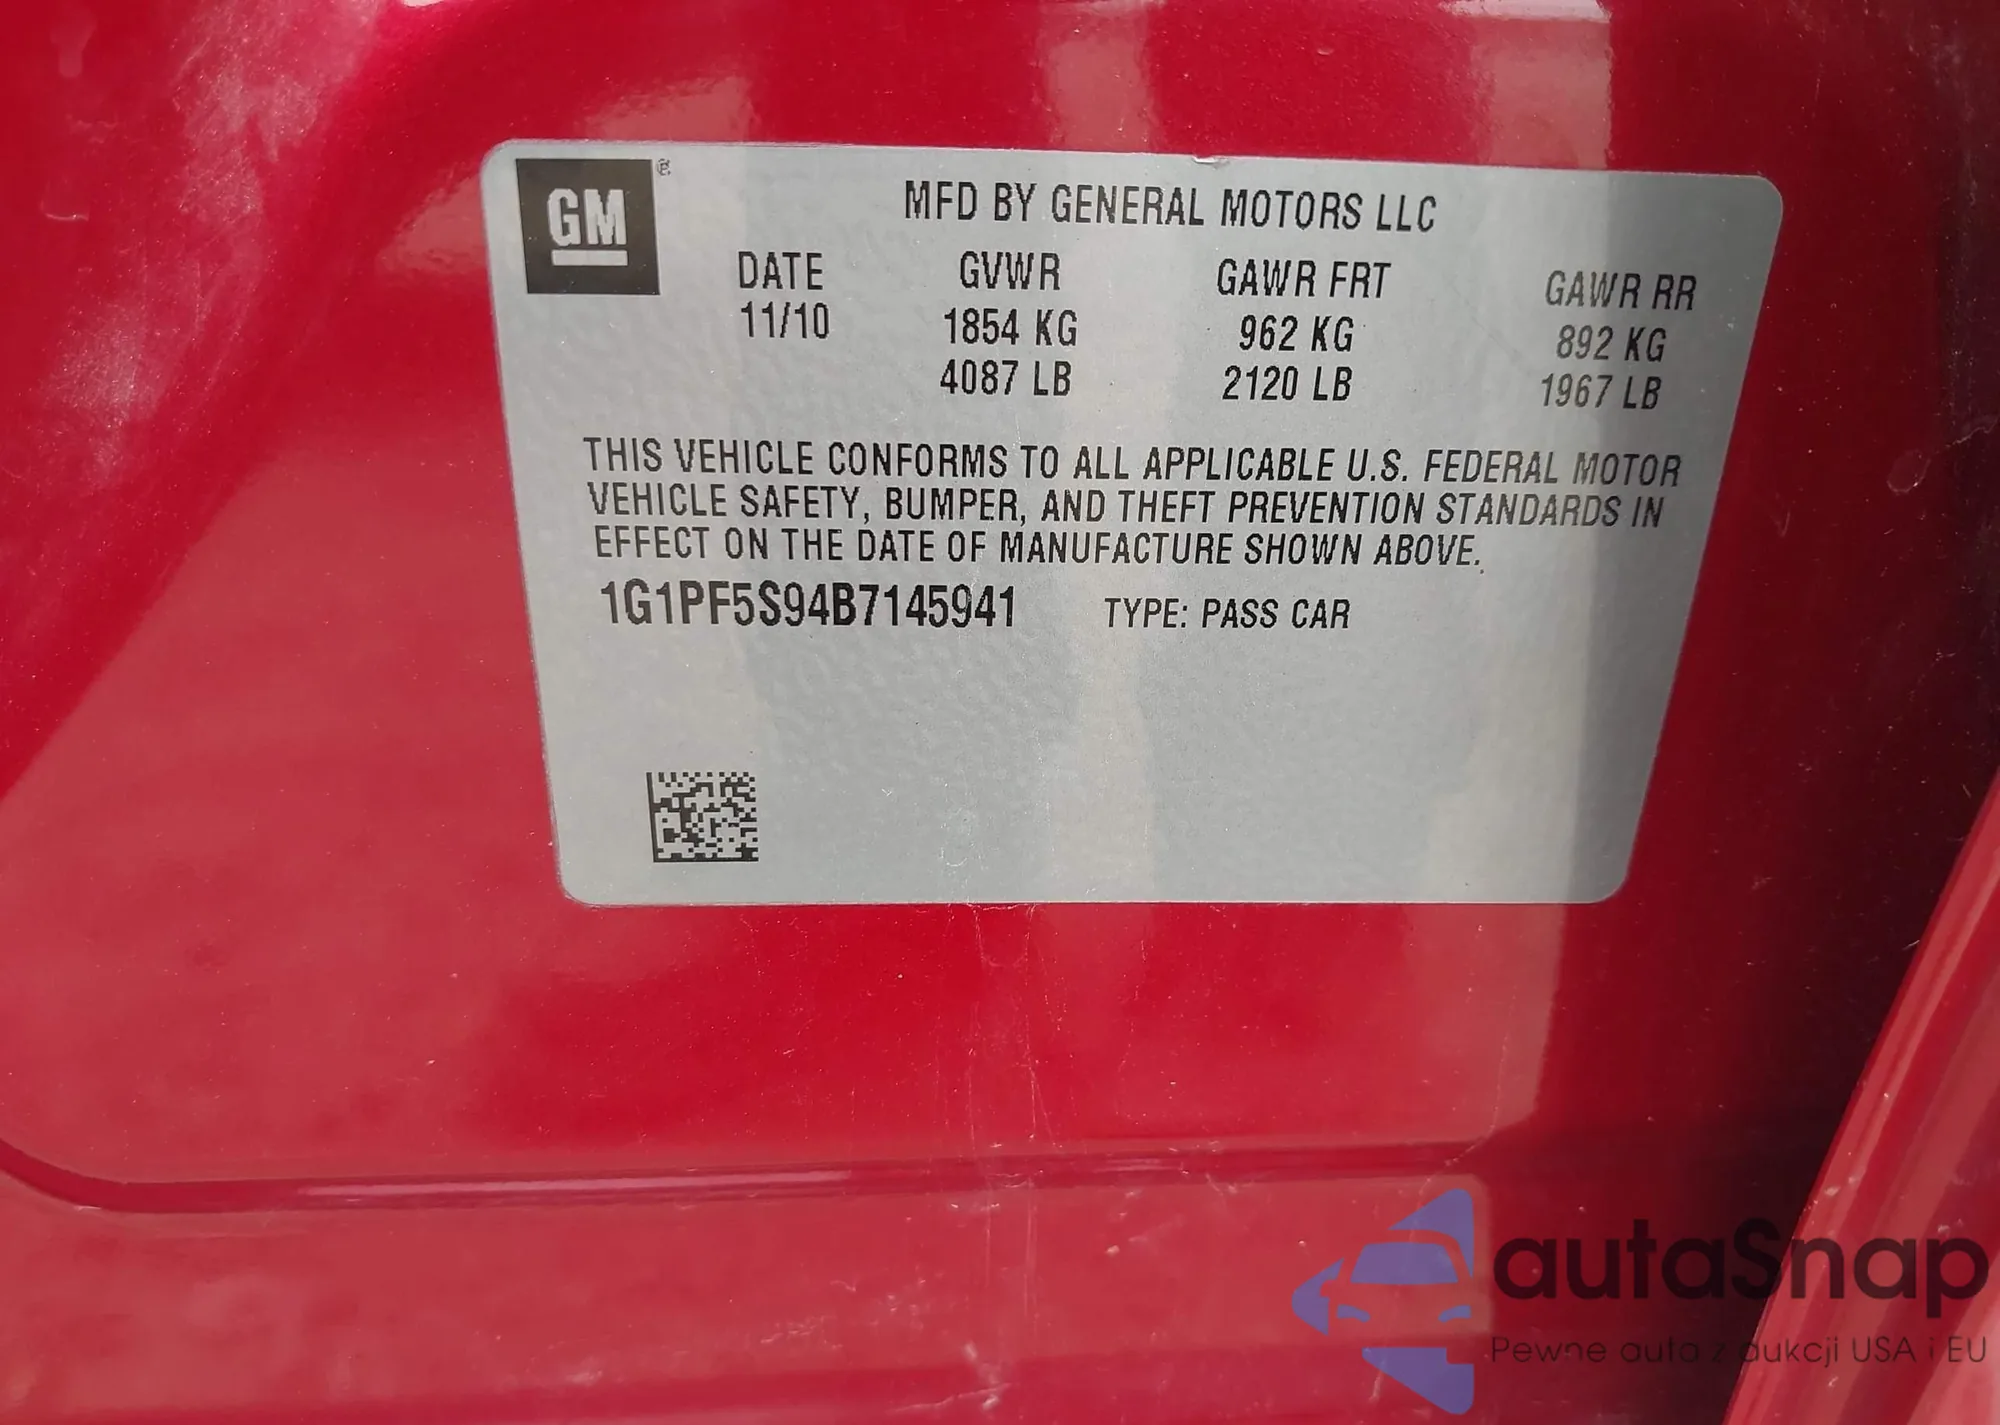 GM
MFD BY GENERAL MOTORS LLC
DATE GVWR GAWR FRT GAWR RR
11/10 1854 KG 962 KG 892 KG
4087 LB 2120 LB 1967 LB
THIS VEHICLE CONFORMS TO ALL APPLICABLE U.S. FEDERAL MOTOR
VEHICLE SAFETY, BUMPER, AND THEFT PREVENTION STANDARDS IN
EFFECT ON THE DATE OF MANUFACTURE SHOWN ABOVE.
1G1PF5S94B7145941 TYPE: PASS CAR
autaSnap
Pewne auta z aukcji USA i EU